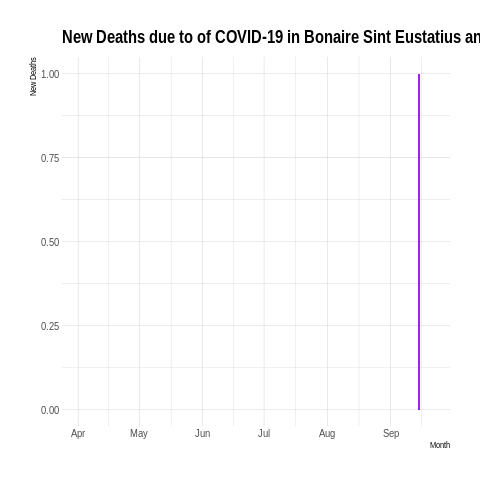 New Deaths due to of COVID-19 in Bonaire Sint Eustatius an
New Deaths
1.00
0.75
0.50
0.25
0.00
Apr May Jun Jul Aug Sep
Month